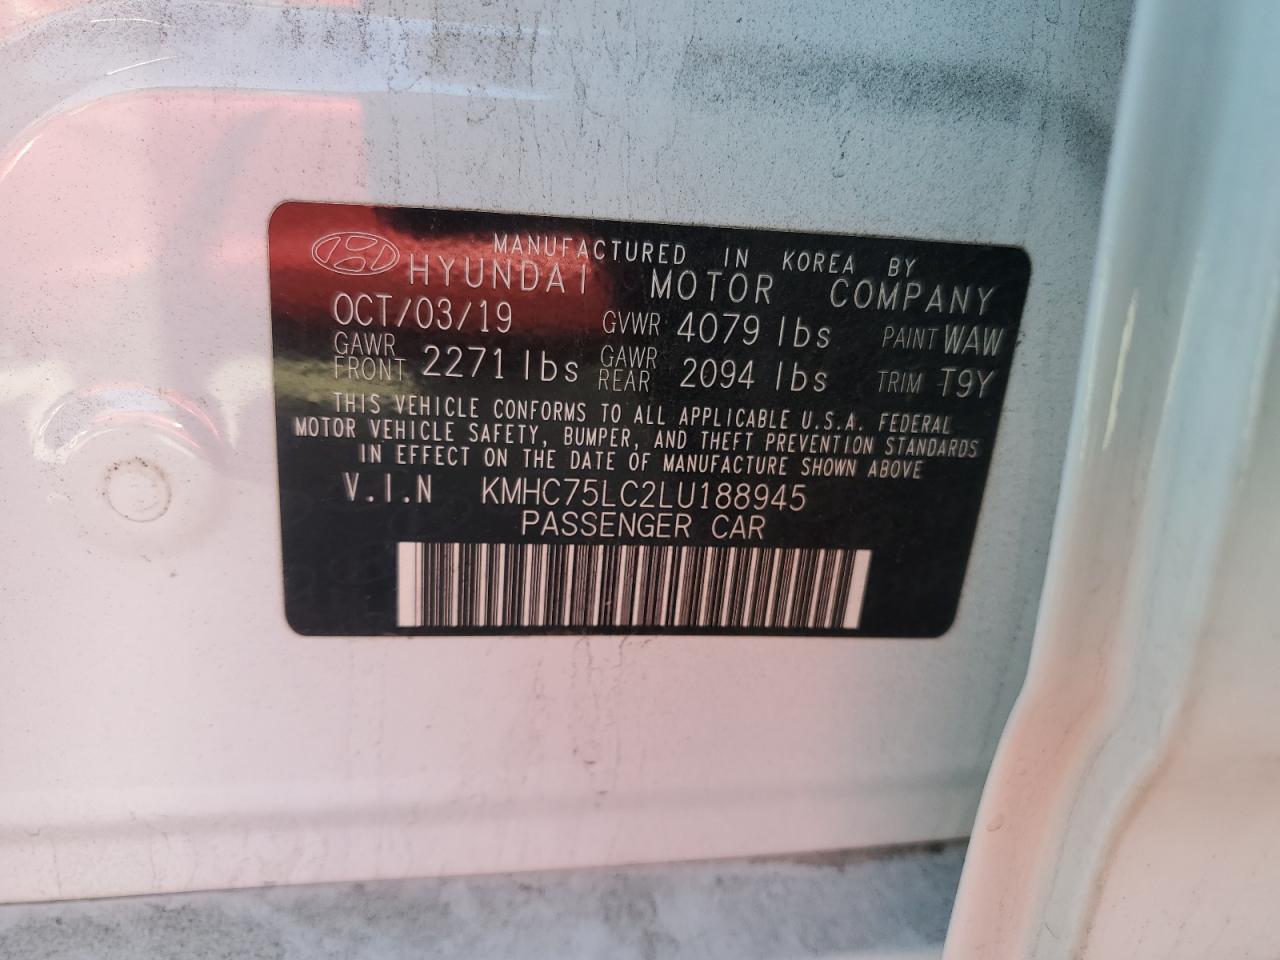 MANUFACTURED IN KOREA BY
HYUNDAI MOTOR COMPANY
OCT/03/19 GVWR 4079 lbs PAINT WAW
GAWR FRONT 2271 lbs GAWR REAR 2094 lbs TRIM T9Y
THIS VEHICLE CONFORMS TO ALL APPLICABLE U.S.A. FEDERAL
MOTOR VEHICLE SAFETY, BUMPER, AND THEFT PREVENTION STANDARDS
IN EFFECT ON THE DATE OF MANUFACTURE SHOWN ABOVE
V.I.N KMHC75LC2LU188945
PASSENGER CAR